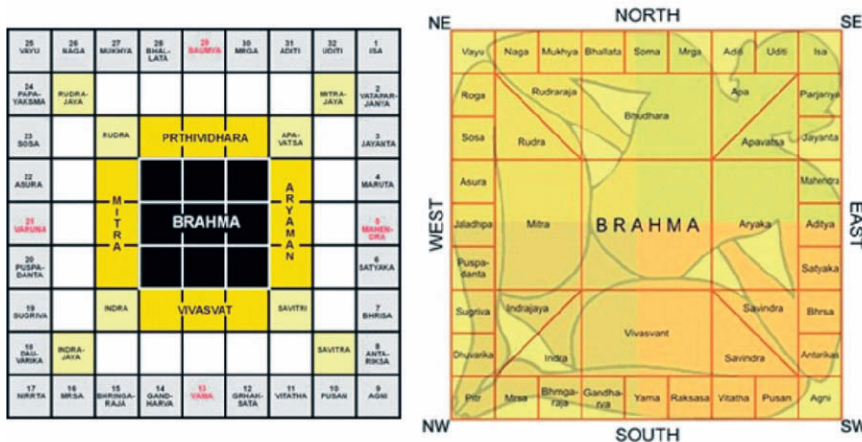 25 VAYU
26 NAGA
27 MUKHYA
28 BHAL-LATA
29 SAUMYA
30 MRGA
31 ADITI
32 UDITI
1 ISA
24 PAPA-YAKSMA
RUDRA-JAYA
MITRA-JAYA
2 VATAPAR-JANYA
23 SOSA
RUDRA
PRTHIVIDHARA
APA-VATSA
3 JAYANTA
22 ASURA
4 MARUTA
21 VARUNA
MITRA
BRAHMA
ARYAMAN
5 MAHEN-DRA
20 PUSPA-DANTA
6 SATYAKA
19 SUGRIVA
INDRA
VIVASVAT
SAVITRI
7 BHRISA
18 DAU-VARIKA
INDRA-JAYA
SAVITRA
8 ANTA-RIKSA
17 NIRRTA
16 MRSA
15 BHRINGA-RAJA
14 GAND-HARVA
13 YAMA
12 GRHAK-SATA
11 VITATHA
10 PUSAN
9 AGNI
NE
NORTH
SE
Vayu
Naga
Mukhya
Bhallata
Soma
Mrga
Aditi
Uditi
Isa
Roga
Rudraraja
Bhudhara
Apa
Parjanya
Sosa
Rudra
Apavatsa
Jayanta
Asura
Mahendra
WEST
Jaladhpa
Mitra
BRAHMA
Aryaka
Aditya
EAST
Puspa-danta
Satyaka
Sugriva
Indrajaya
Savindra
Bhrsa
Vivasvant
Dhuvarika
Indra
Savindra
Antarikas
Pitr
Mrsa
Bhrnga-raja
Gandha-rva
Yama
Raksasa
Vitatha
Pusan
Agni
NW
SOUTH
SW